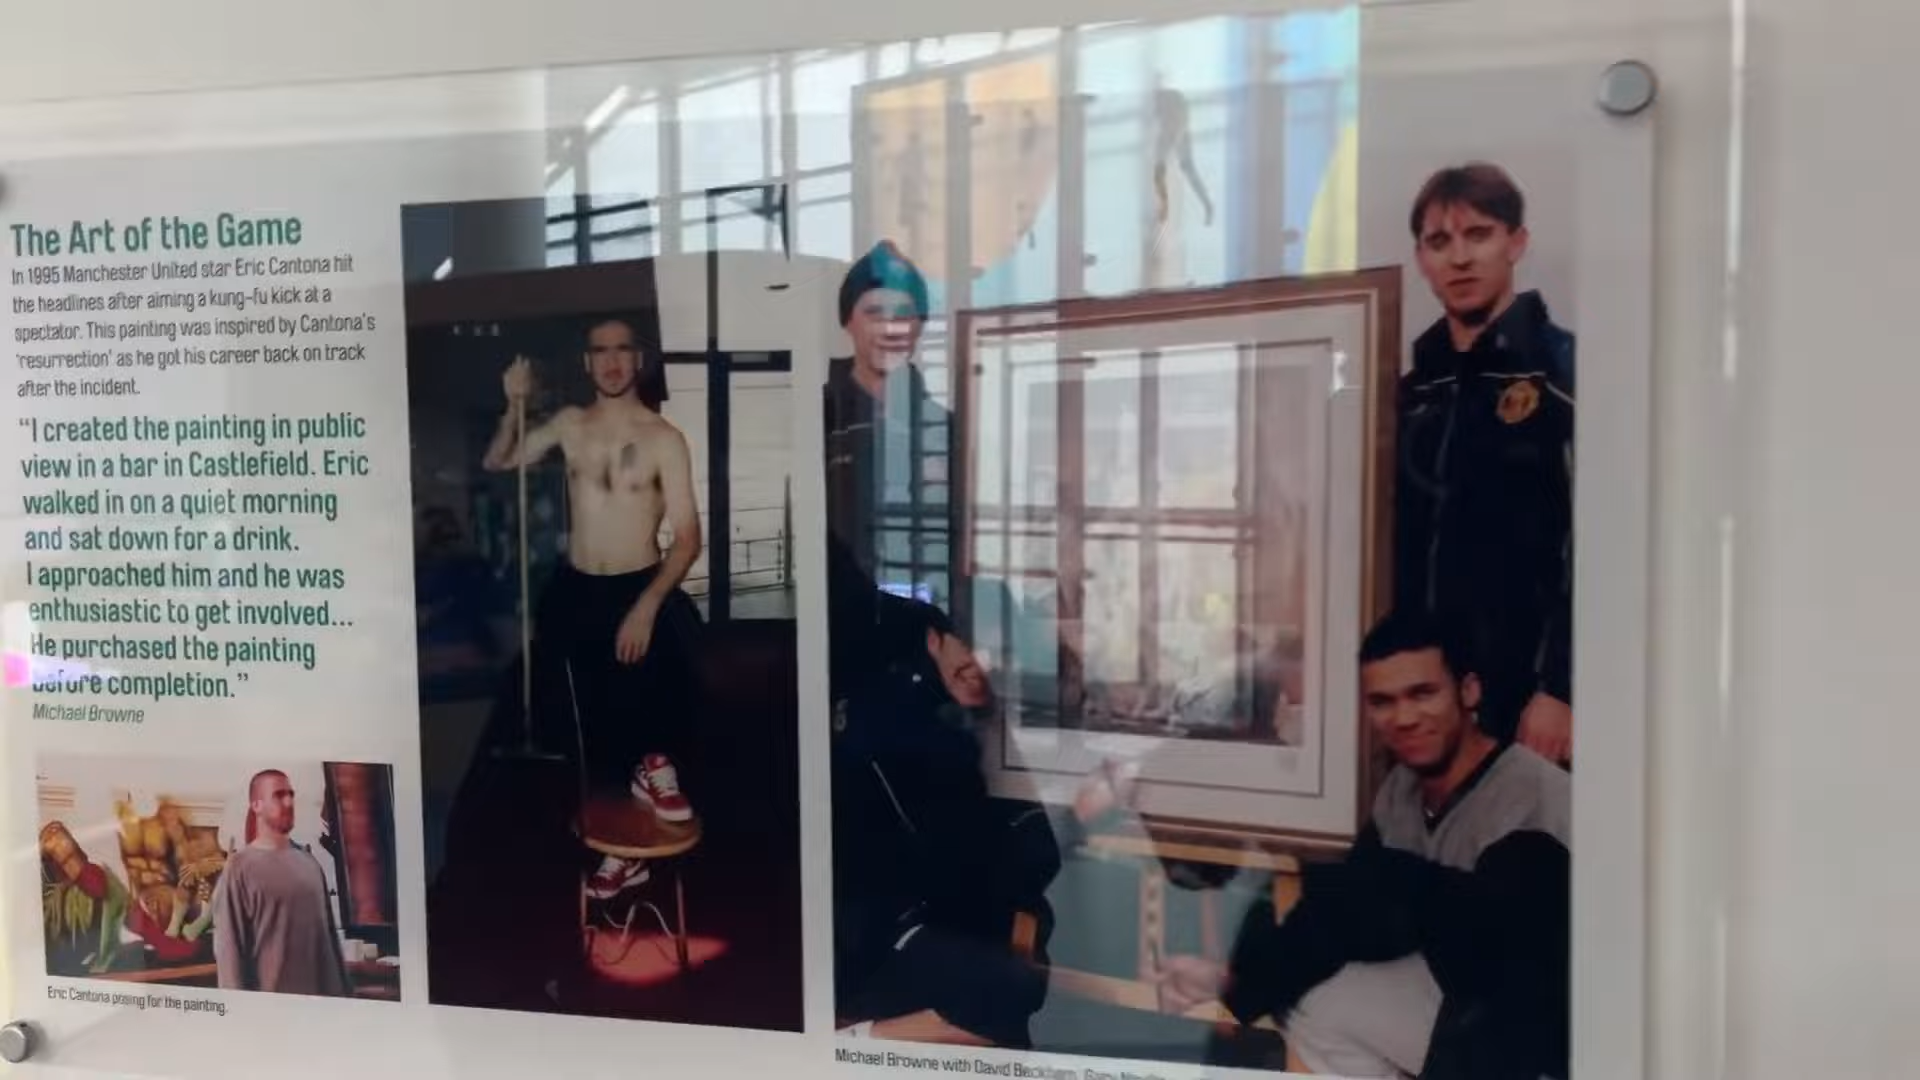 The Art of the Game
In 1995 Manchester United star Eric Cantona hit
the headlines after aiming a kung-fu kick at a
spectator. This painting was inspired by Cantona's
'resurrection' as he got his career back on track
after the incident.
“I created the painting in public
view in a bar in Castlefield. Eric
walked in on a quiet morning
and sat down for a drink.
I approached him and he was
enthusiastic to get involved...
He purchased the painting
before completion.”
Michael Browne
Eric Cantona posing for the painting.
Michael Browne with David Beckham, Gary